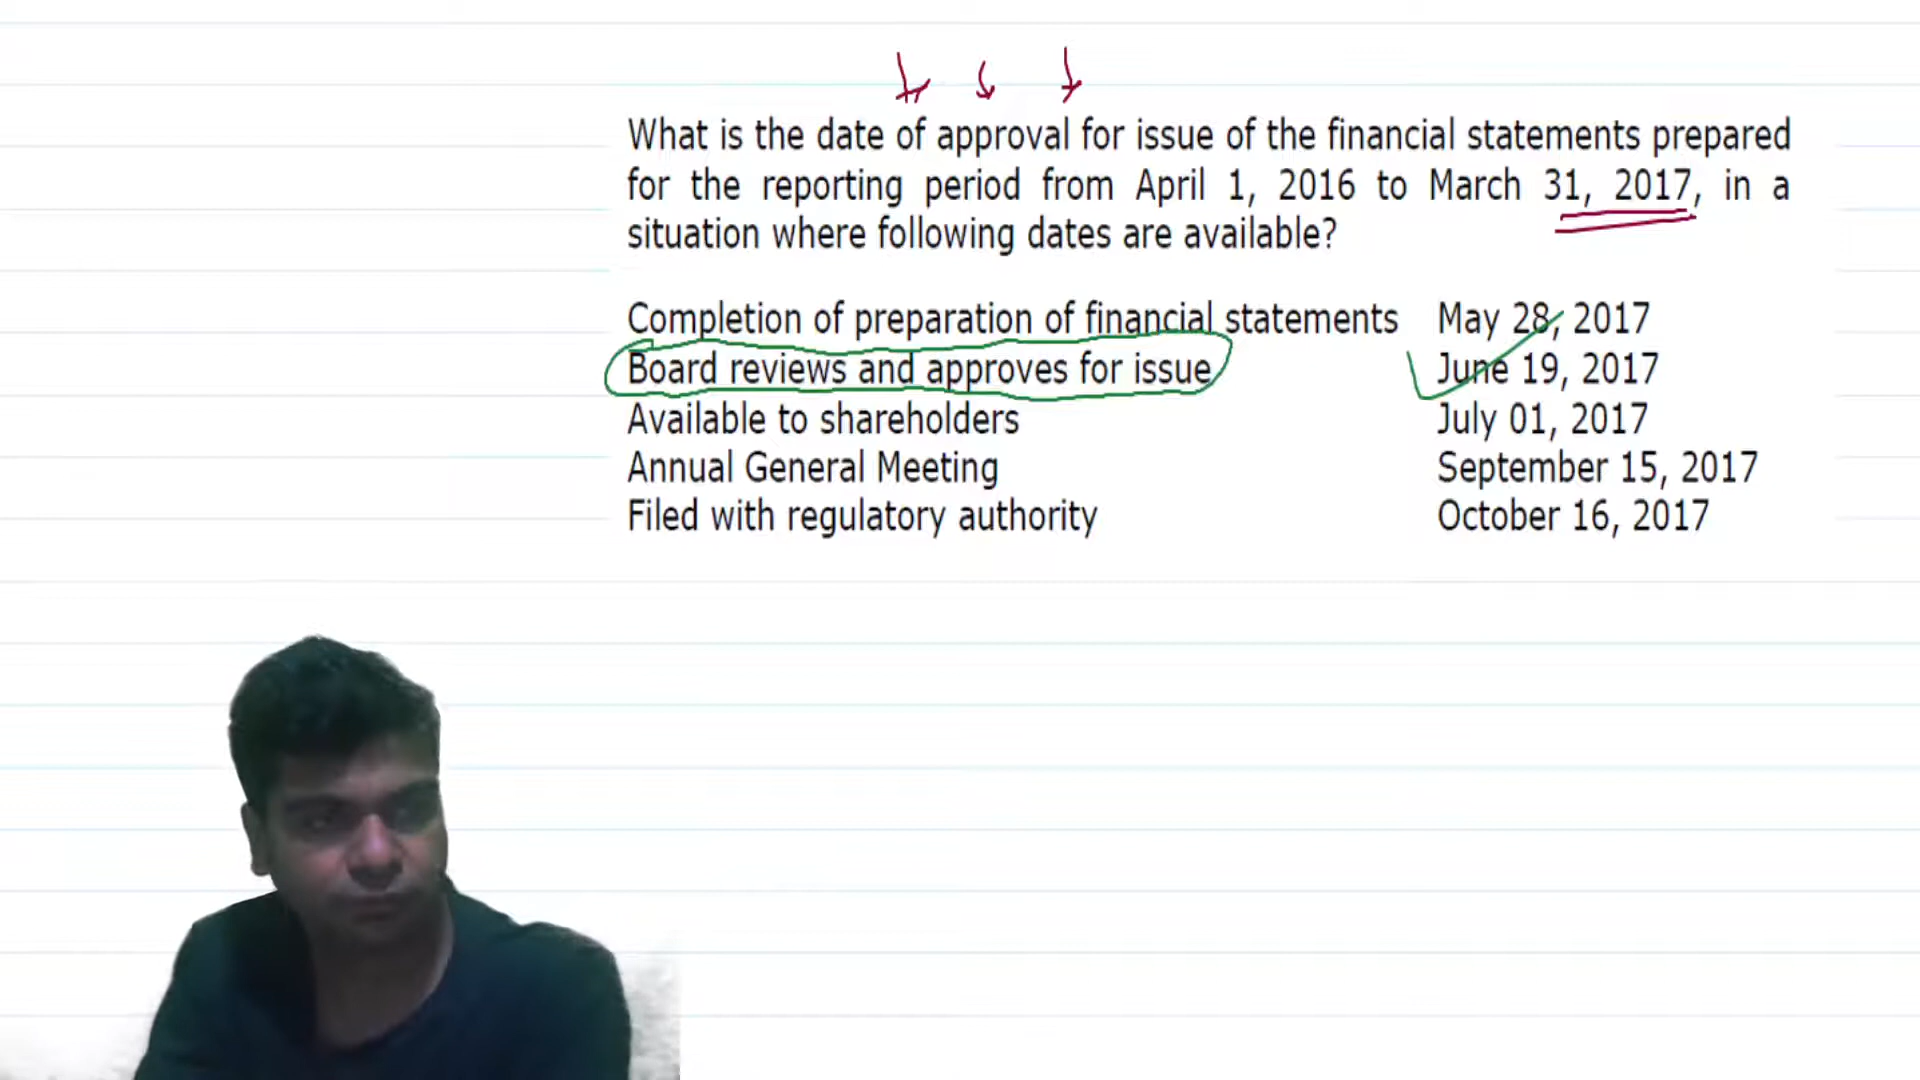 What is the date of approval for issue of the financial statements prepared
for the reporting period from April 1, 2016 to March 31, 2017, in a
situation where following dates are available?
Completion of preparation of financial statements May 28, 2017
Board reviews and approves for issue June 19, 2017
Available to shareholders July 01, 2017
Annual General Meeting September 15, 2017
Filed with regulatory authority October 16, 2017